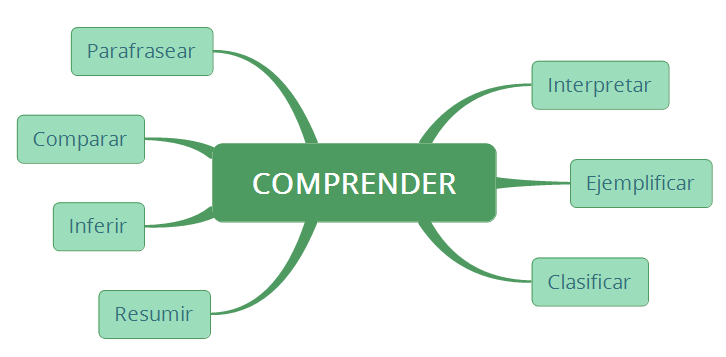 Parafrasear
Comparar
Inferir
Resumir
COMPRENDER
Interpretar
Ejemplificar
Clasificar